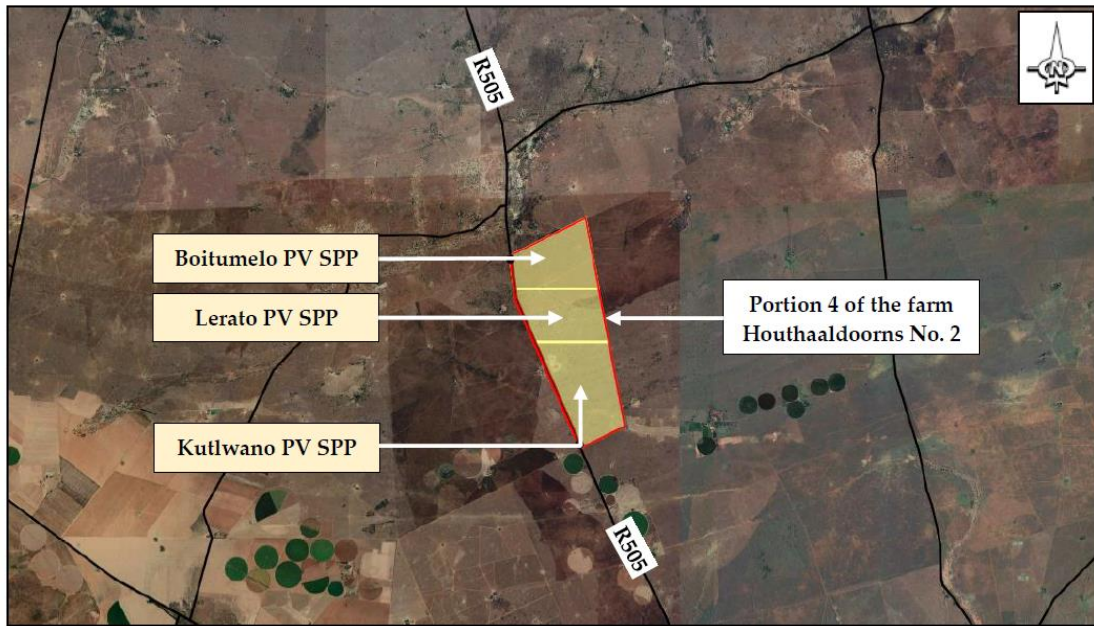 R505
N
Boitumelo PV SPP
Lerato PV SPP
Portion 4 of the farm
Houthaaldoorns No. 2
Kutlwano PV SPP
R505